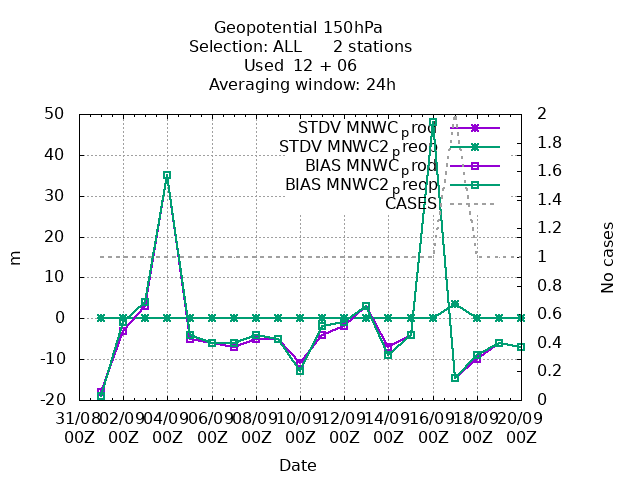 Geopotential 150hPa
Selection: ALL 2 stations
Used 12 + 06
Averaging window: 24h
STDV MNWC_prod
STDV MNWC2_preop
BIAS MNWC_prod
BIAS MNWC2_preop
CASES
50
40
30
20
10
0
-10
-20
m
2
1.8
1.6
1.4
1.2
1
0.8
0.6
0.4
0.2
0
No cases
31/08 02/09 04/09 06/09 08/09 10/09 12/09 14/09 16/09 18/09 20/09
00Z 00Z 00Z 00Z 00Z 00Z 00Z 00Z 00Z 00Z 00Z
Date